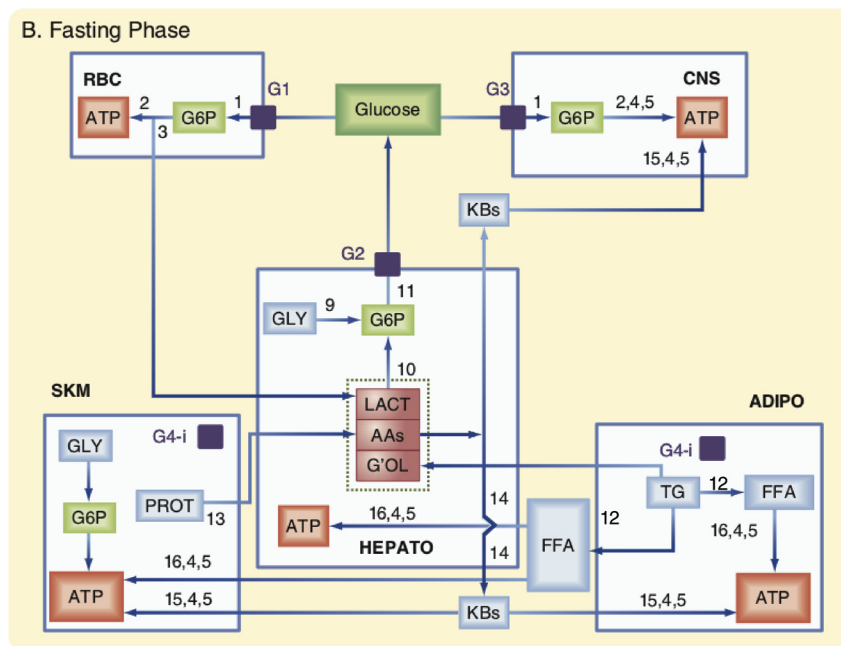 B. Fasting Phase
RBC
G1
Glucose
G3
CNS
ATP
2
3
G6P
1
1
G6P
2,4,5
ATP
15,4,5
KBs
G2
11
GLY
9
G6P
10
SKM
LACT
AAs
G'OL
ADIPO
GLY
G4-i
G4-i
G6P
PROT
13
ATP
16,4,5
14
HEPATO
14
FFA
12
TG
12
FFA
16,4,5
ATP
16,4,5
15,4,5
KBs
15,4,5
ATP